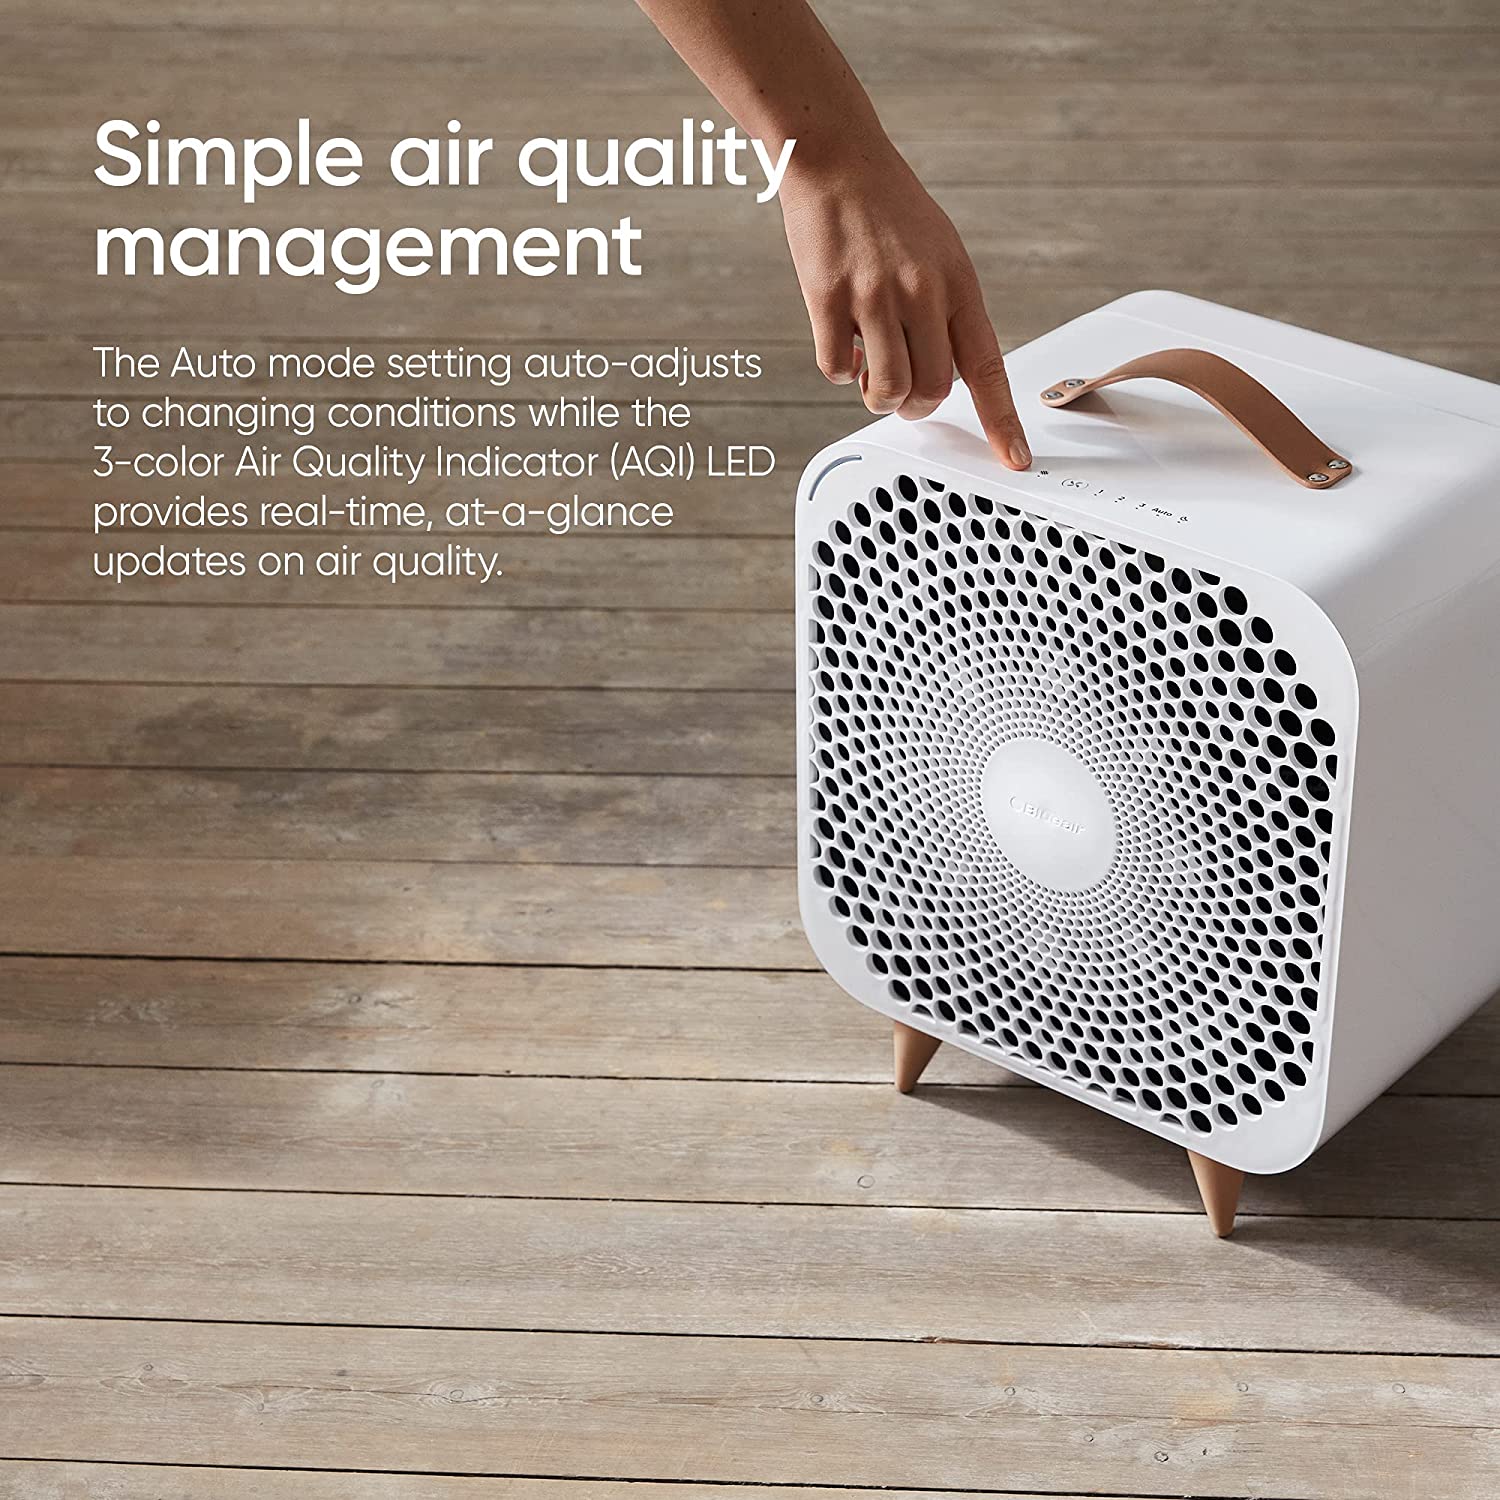 Simple air quality
management
The Auto mode setting auto-adjusts
to changing conditions while the
3-color Air Quality Indicator (AQI) LED
provides real-time, at-a-glance
updates on air quality.
1 2 3 Auto
Blueair